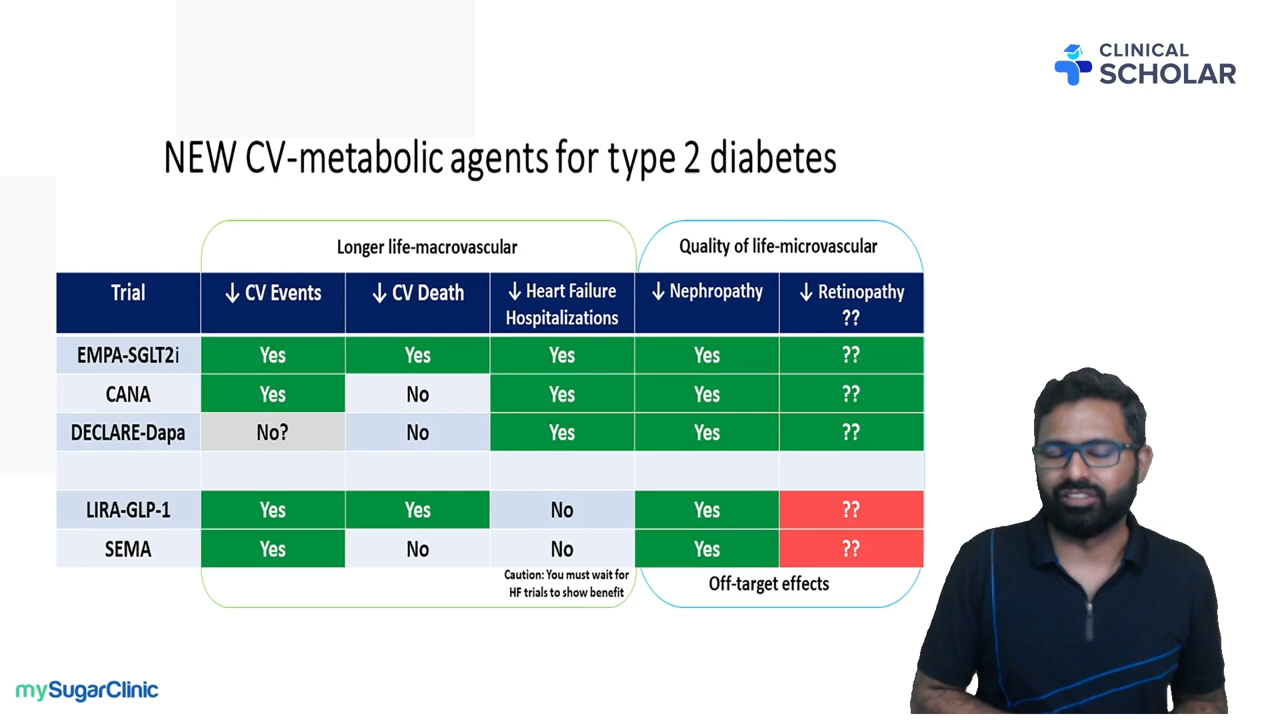 CLINICAL
SCHOLAR
NEW CV-metabolic agents for type 2 diabetes
Longer life-macrovascular
Quality of life-microvascular
Trial
↓ CV Events
↓ CV Death
↓ Heart Failure
Hospitalizations
↓ Nephropathy
↓ Retinopathy
??
EMPA-SGLT2i Yes Yes Yes Yes ??
CANA Yes No Yes Yes ??
DECLARE-Dapa No? No Yes Yes ??
LIRA-GLP-1 Yes Yes No Yes ??
SEMA Yes No No Yes ??
Caution: You must wait for
HF trials to show benefit
Off-target effects
mySugarClinic